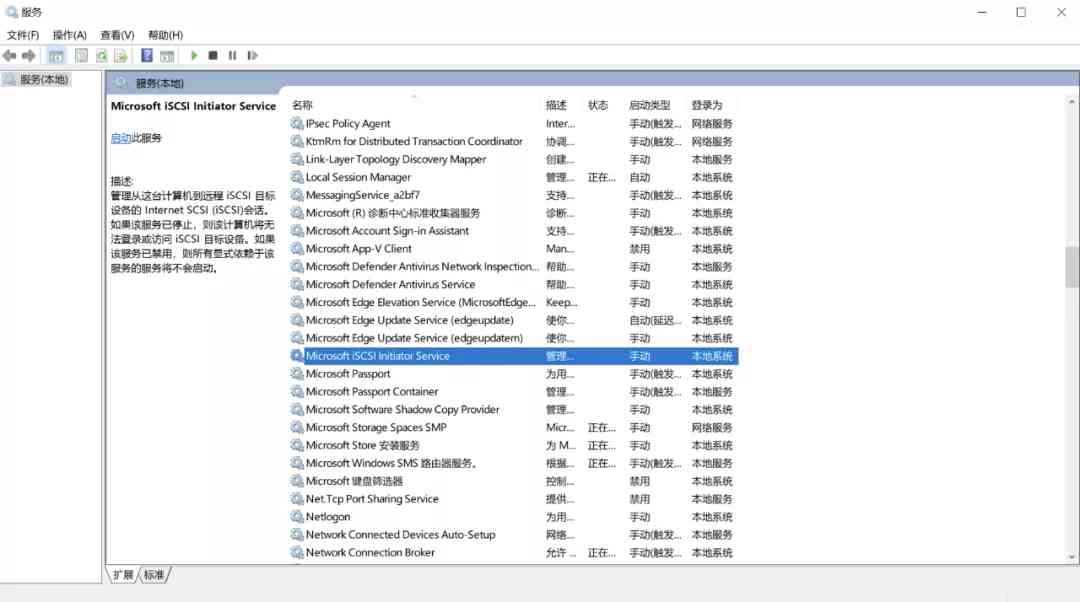 服务
文件(F) 操作(A) 查看(V) 帮助(H)
服务(本地)
服务(本地)
Microsoft iSCSI Initiator Service
启动此服务
描述:
管理从这台计算机到远程 iSCSI 目标
设备的 Internet SCSI (iSCSI)会话。
如果该服务已停止，则该计算机将无
法登录或访问 iSCSI 目标设备。如果
该服务已禁用，则所有显式依赖于该
服务的服务将不会启动。
名称 描述 状态 启动类型 登录为
IPsec Policy Agent Inter... 手动(触发... 网络服务
KtmRm for Distributed Transaction Coordinator 协调... 手动(触发... 网络服务
Link-Layer Topology Discovery Mapper 创建... 手动 本地服务
Local Session Manager 管理... 正在... 自动 本地系统
MessagingService_a2bf7 支持... 手动(触发... 本地系统
Microsoft (R) 诊断中心标准收集器服务 诊断... 手动 本地系统
Microsoft Account Sign-in Assistant 支持... 手动(触发... 本地系统
Microsoft App-V Client Man... 禁用 本地系统
Microsoft Defender Antivirus Network Inspection... 帮助... 手动 本地服务
Microsoft Defender Antivirus Service 帮助... 手动 本地系统
Microsoft Edge Elevation Service (MicrosoftEdge... Keep... 手动 本地系统
Microsoft Edge Update Service (edgeupdate) 使你... 自动(延迟... 本地系统
Microsoft Edge Update Service (edgeupdatem) 使你... 手动 本地系统
Microsoft iSCSI Initiator Service 管理... 手动 本地系统
Microsoft Passport 为用... 手动(触发... 本地系统
Microsoft Passport Container 管理... 手动(触发... 本地服务
Microsoft Software Shadow Copy Provider 管理... 手动 本地系统
Microsoft Storage Spaces SMP Micr... 正在... 手动 网络服务
Microsoft Store 安装服务 为 M... 正在... 手动 本地系统
Microsoft Windows SMS 路由器服务。 根据... 正在... 手动(触发... 本地服务
Microsoft 键盘筛选器 控制... 禁用 本地系统
Net.Tcp Port Sharing Service 提供... 禁用 本地服务
Netlogon 为用... 手动 本地系统
Network Connected Devices Auto-Setup 网络... 手动(触发... 本地服务
Network Connection Broker 允许 ... 正在... 手动(触发... 本地系统
扩展 标准